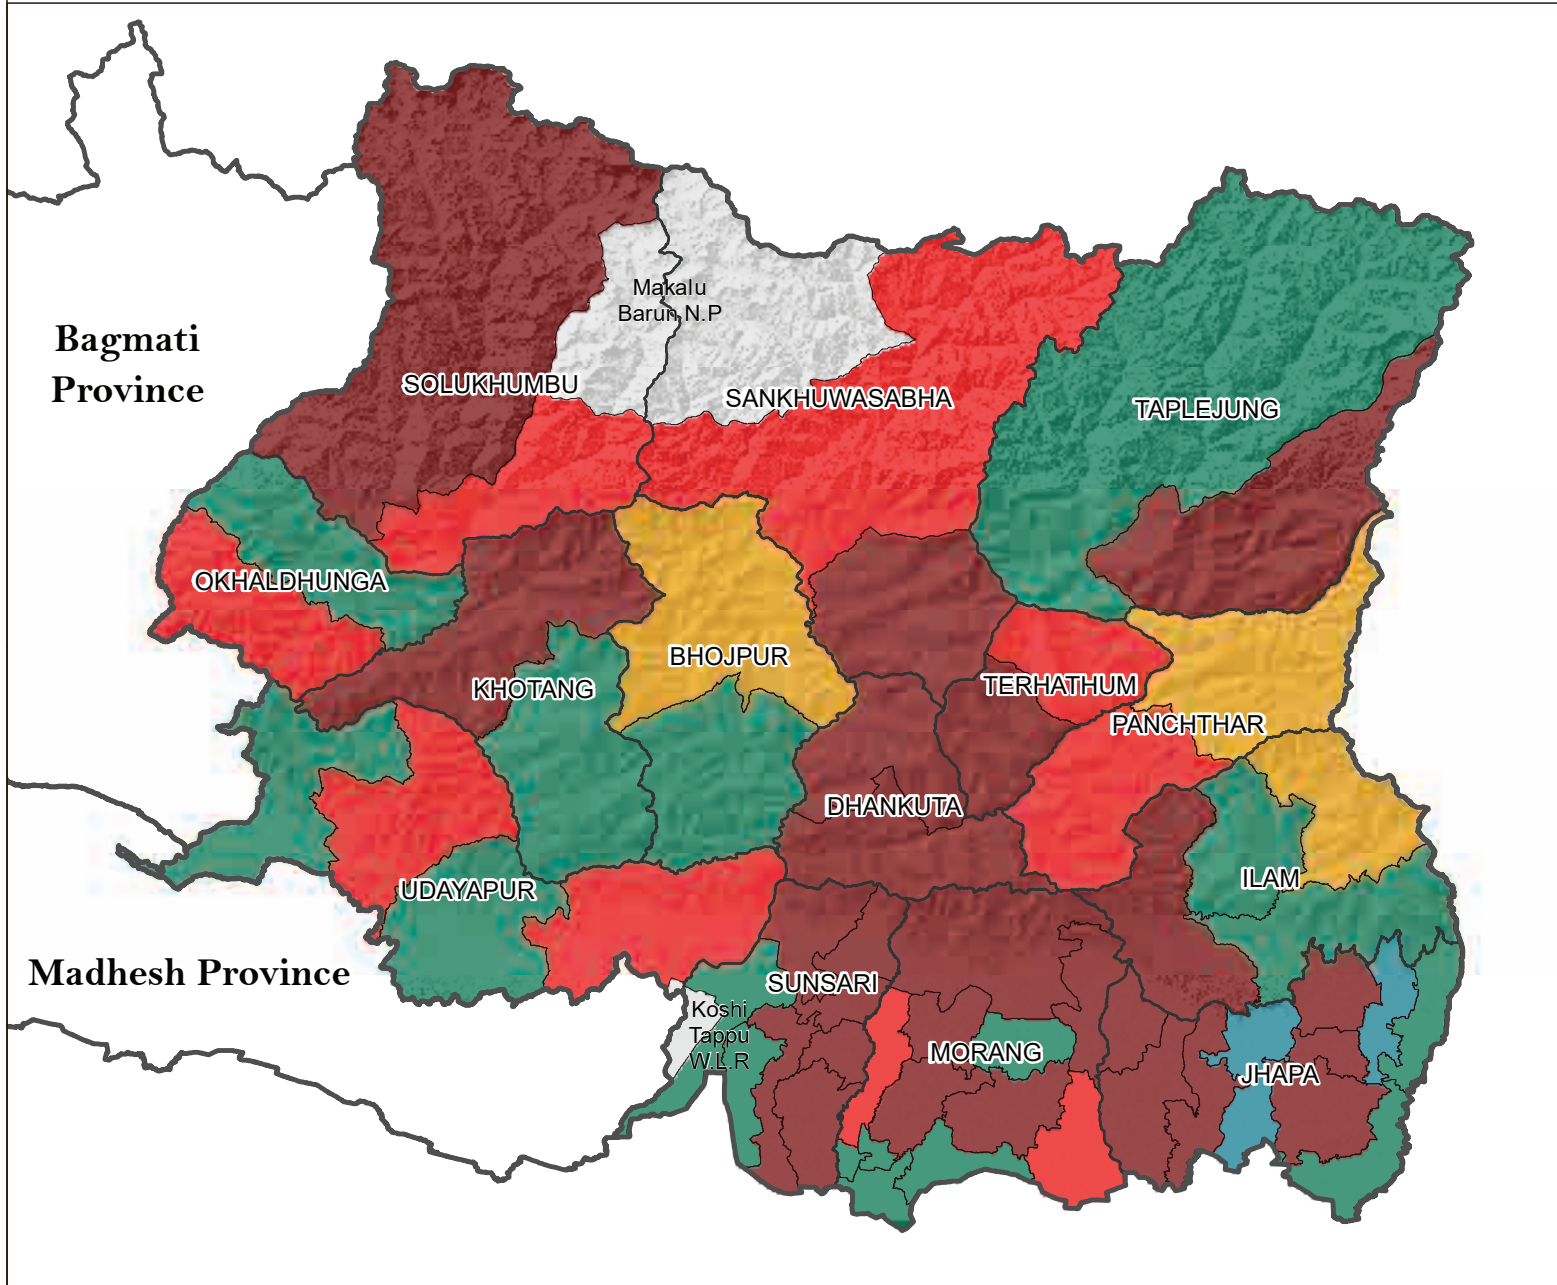 Makalu
Barun N.P
Bagmati
Province
SOLUKHUMBU
SANKHUWASABHA
TAPLEJUNG
OKHALDHUNGA
BHOJPUR
KHOTANG
TERHATHUM
PANCHTHAR
DHANKUTA
UDAYAPUR
ILAM
Madhesh Province
SUNSARI
Koshi
Tappu
W.L.R
MORANG
JHAPA